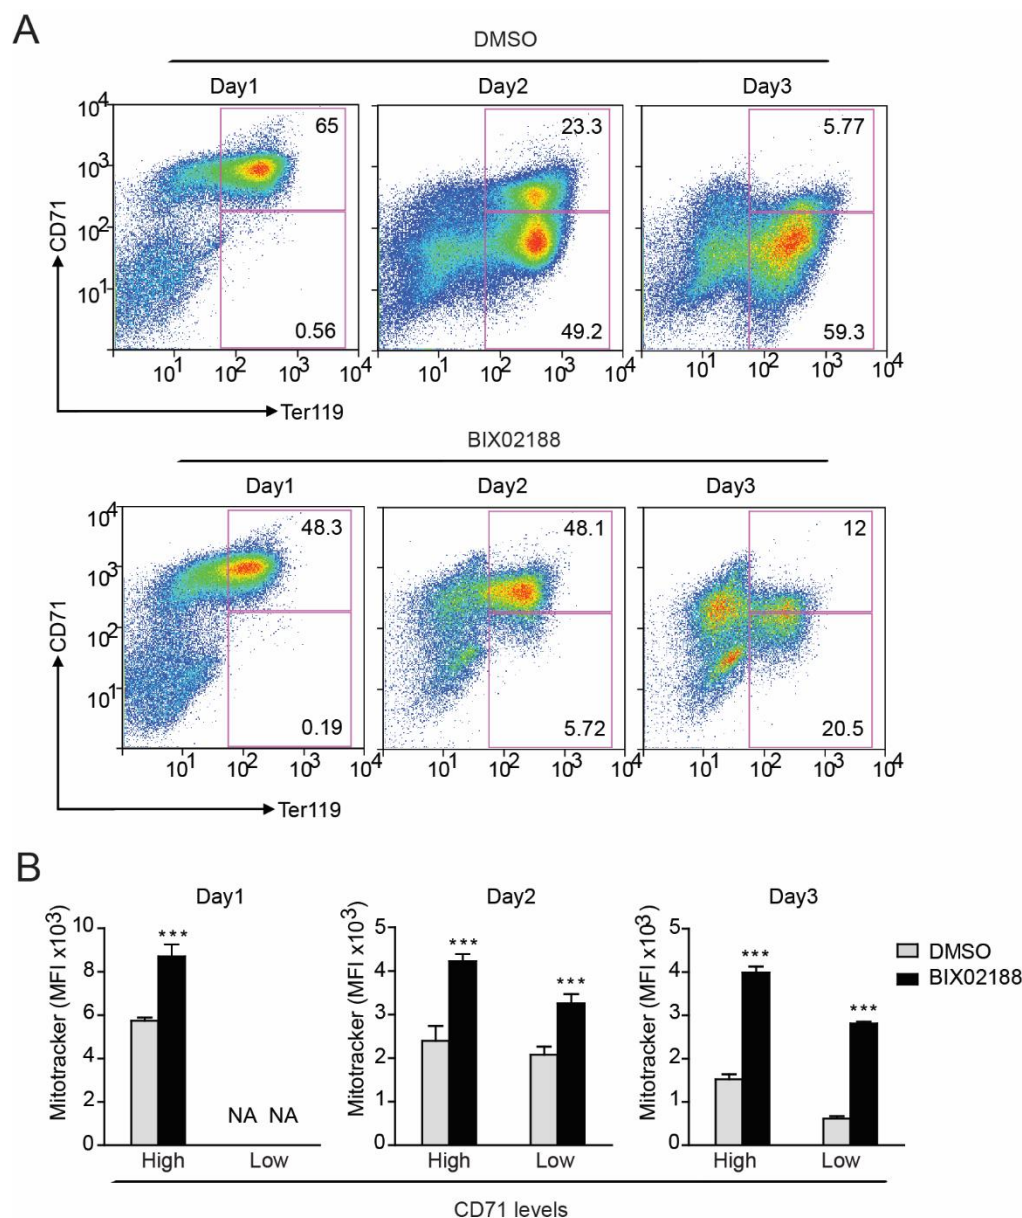 A
DMSO
Day1 Day2 Day3
10⁴ 65 23.3 5.77
10³
CD71
10²
10¹
0.56 49.2 59.3
10¹ 10² 10³ 10⁴ 10¹ 10² 10³ 10⁴ 10¹ 10² 10³ 10⁴
Ter119
BIX02188
Day1 Day2 Day3
10⁴ 48.3 48.1 12
10³
CD71
10²
10¹
0.19 5.72 20.5
10¹ 10² 10³ 10⁴ 10¹ 10² 10³ 10⁴ 10¹ 10² 10³ 10⁴
Ter119
B
Day1
Mitotracker (MFI x10³)
10
8
6
4
2
0
***
NA NA
High Low
Day2
Mitotracker (MFI x10³)
5
4
3
2
1
0
***
***
High Low
Day3
Mitotracker (MFI x10³)
5
4
3
2
1
0
***
***
High Low
DMSO
BIX02188
CD71 levels